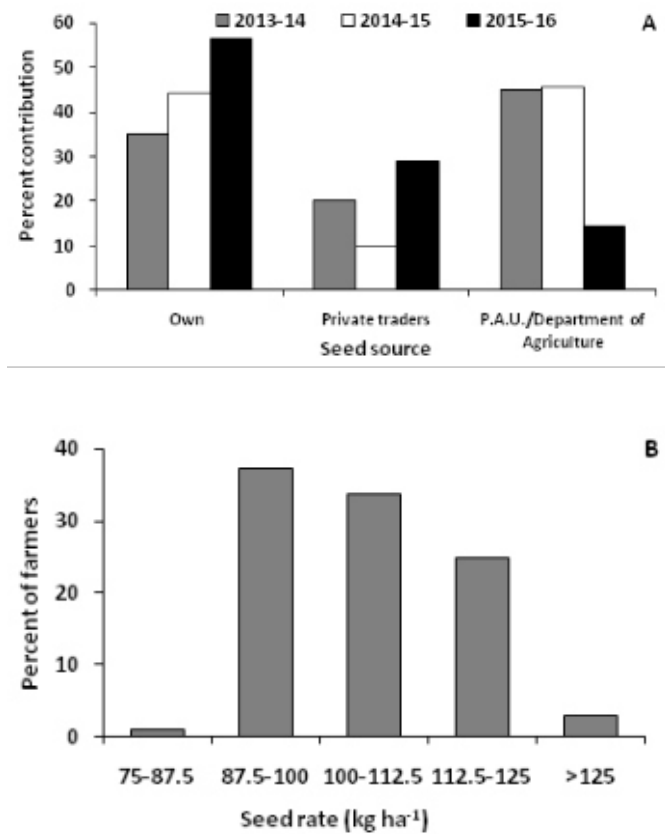 2013-14 2014-15 2015-16
A
60
50
40
30
20
10
0
Percent contribution
Own Private traders P.A.U./Department of
Agriculture
Seed source
B
40
30
20
10
0
Percent of farmers
75-87.5 87.5-100 100-112.5 112.5-125 >125
Seed rate (kg ha⁻¹)